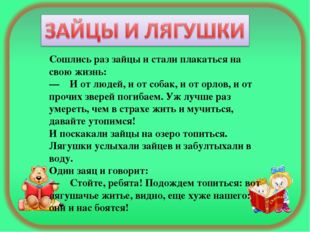 ЗАЙЦЫ И ЛЯГУШКИ
Сошлись раз зайцы и стали плакаться на
свою жизнь:
— И от людей, и от собак, и от орлов, и от
прочих зверей погибаем. Уж лучше раз
умереть, чем в страхе жить и мучиться,
давайте утопимся!
И поскакали зайцы на озеро топиться.
Лягушки услыхали зайцев и забултыхали в
воду.
Один заяц и говорит:
— Стойте, ребята! Подождем топиться: вот
лягушачье житье, видно, еще хуже нашего:
они и нас боятся!